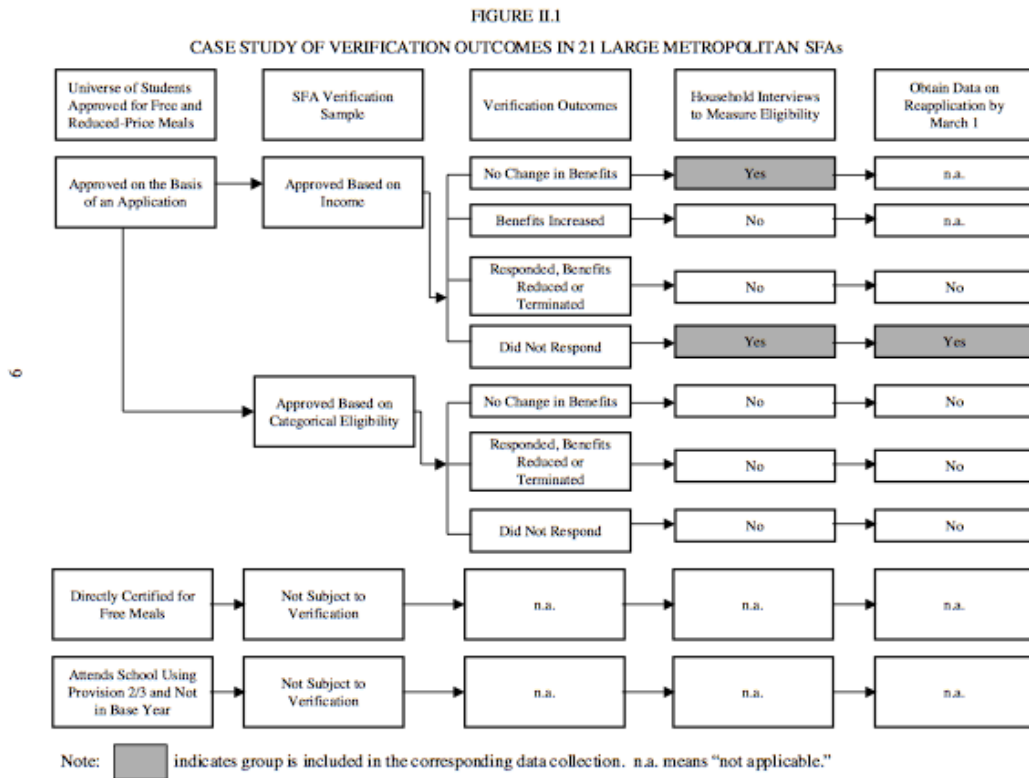 FIGURE II.1
CASE STUDY OF VERIFICATION OUTCOMES IN 21 LARGE METROPOLITAN SFAs
Universe of Students
Approved for Free and
Reduced-Price Meals
SFA Verification
Sample
Verification Outcomes
Household Interviews
to Measure Eligibility
Obtain Data on
Reapplication by
March 1
Approved on the Basis
of an Application
Approved Based on
Income
No Change in Benefits
Yes
n.a.
Benefits Increased
No
n.a.
Responded, Benefits
Reduced or
Terminated
No
No
Did Not Respond
Yes
Yes
9
Approved Based on
Categorical Eligibility
No Change in Benefits
No
No
Responded, Benefits
Reduced or
Terminated
No
No
Did Not Respond
No
No
Directly Certified for
Free Meals
Not Subject to
Verification
n.a.
n.a.
n.a.
Attends School Using
Provision 2/3 and Not
in Base Year
Not Subject to
Verification
n.a.
n.a.
n.a.
Note: indicates group is included in the corresponding data collection. n.a. means “not applicable.”